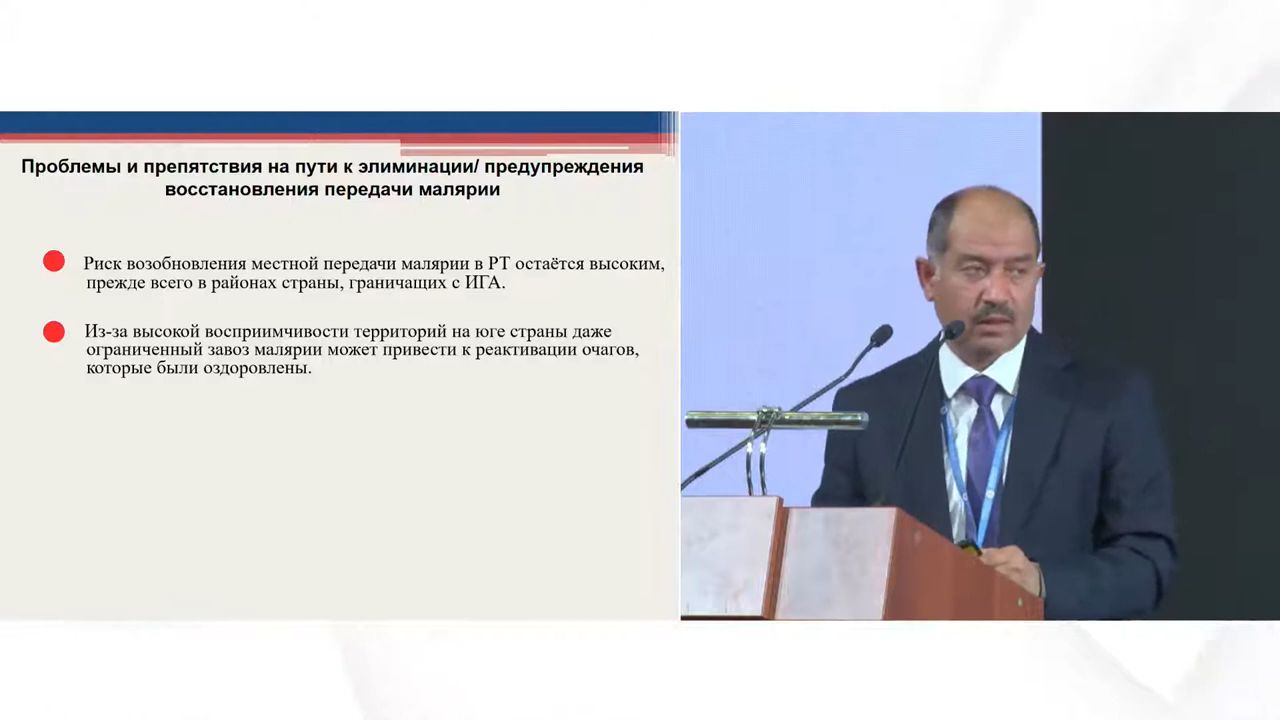 Проблемы и препятствия на пути к элиминации/ предупреждения
восстановления передачи малярии
Риск возобновления местной передачи малярии в РТ остаётся высоким,
прежде всего в районах страны, граничащих с ИГА.
Из-за высокой восприимчивости территорий на юге страны даже
ограниченный завоз малярии может привести к реактивации очагов,
которые были оздоровлены.